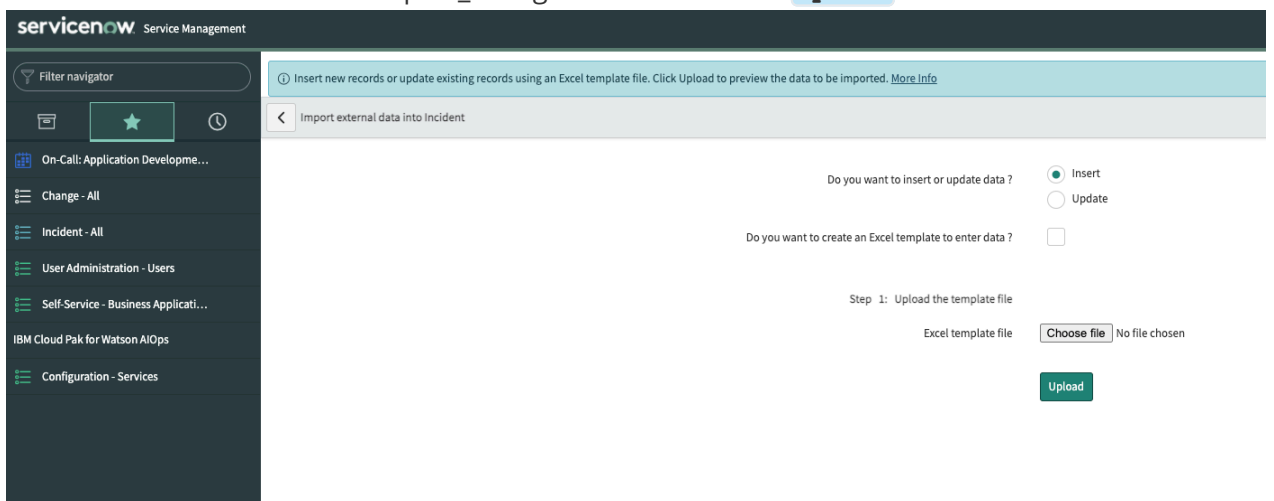 servicenow Service Management
Filter navigator
On-Call: Application Developme...
Change - All
Incident - All
User Administration - Users
Self-Service - Business Applicati...
IBM Cloud Pak for Watson AIOps
Configuration - Services
Insert new records or update existing records using an Excel template file. Click Upload to preview the data to be imported. More Info
Import external data into Incident
Do you want to insert or update data ?
Insert
Update
Do you want to create an Excel template to enter data ?
Step 1: Upload the template file
Excel template file
Choose file No file chosen
Upload